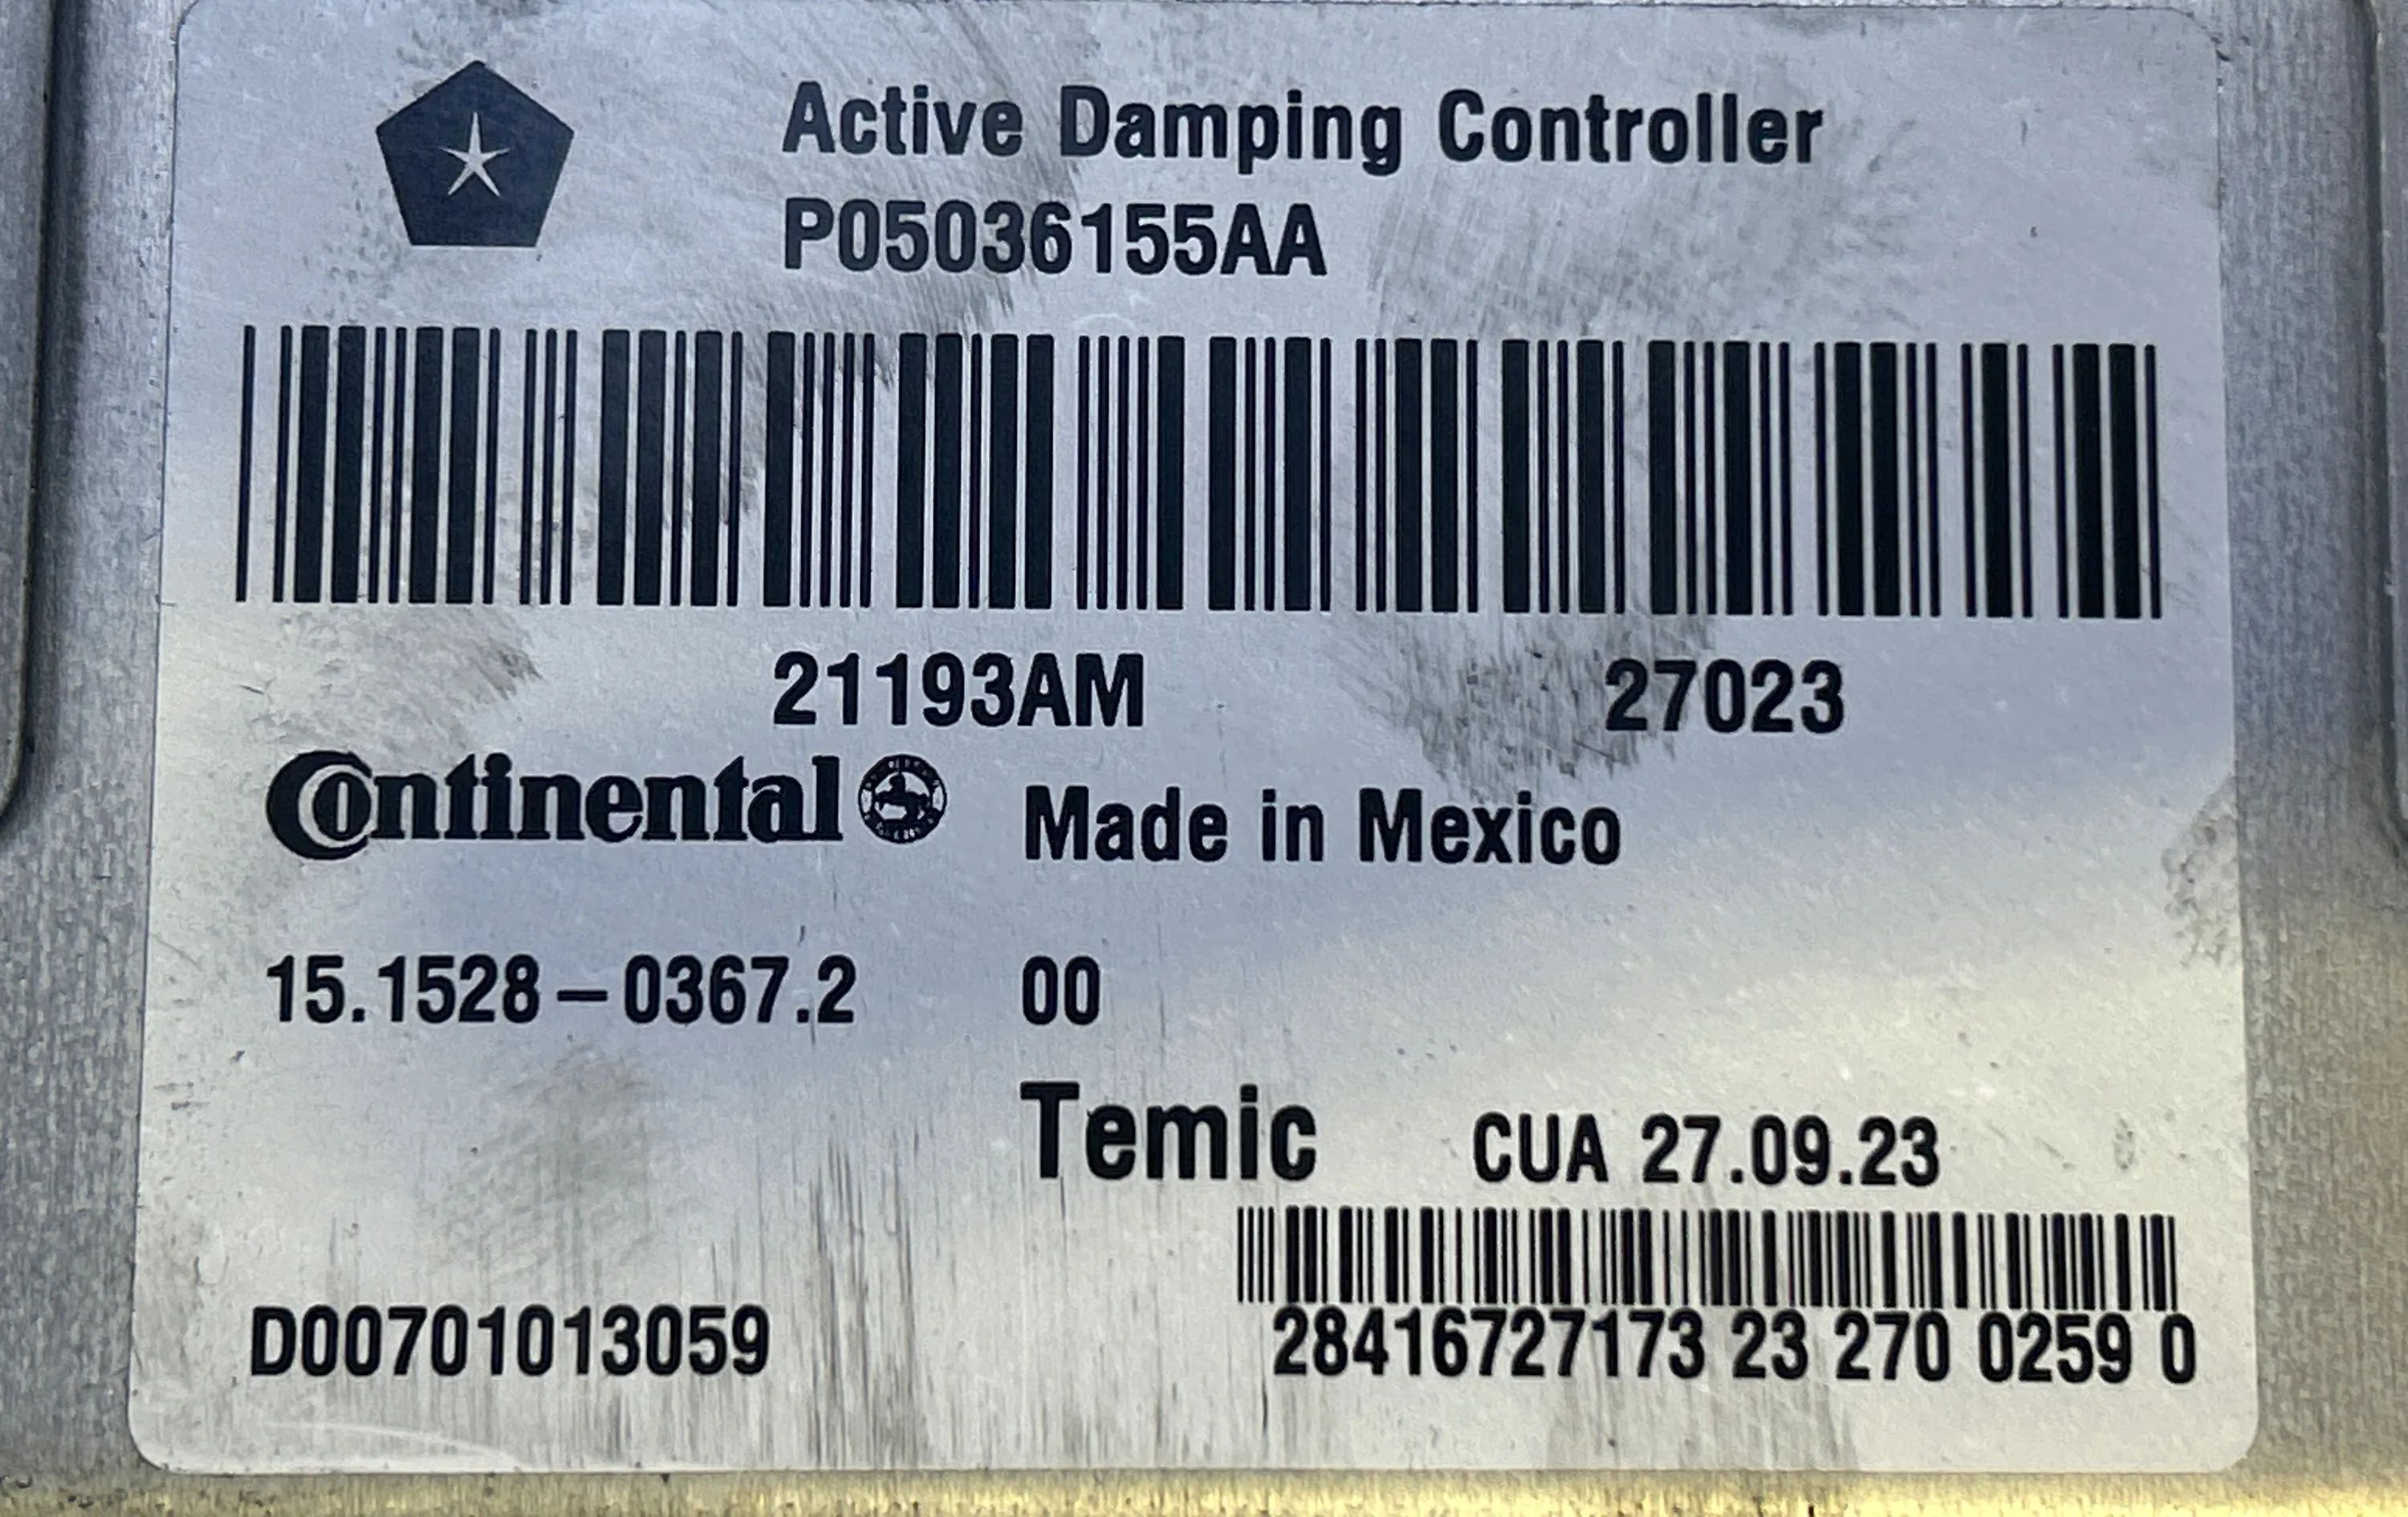 Active Damping Controller
P05036155AA
21193AM 27023
Continental Made in Mexico
15.1528-0367.2 00
Temic CUA 27.09.23
D00701013059 28416727173 23 270 0259 0